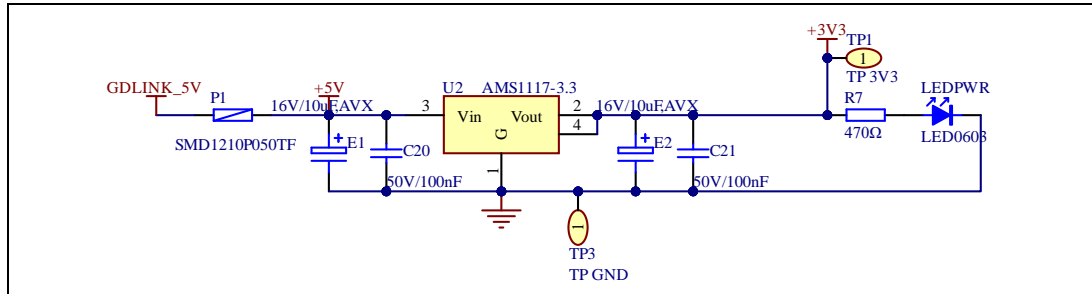 +3V3
TP1
1
TP 3V3
GDLINK_5V
P1
+5V
U2
AMS1117-3.3
R7
LEDPWR
16V/10uF,AVX
3
Vin
Vout
G
2
4
16V/10uF,AVX
SMD1210P050TF
E1
C20
1
E2
C21
470Ω
LED0603
50V/100nF
50V/100nF
1
TP3
TP GND